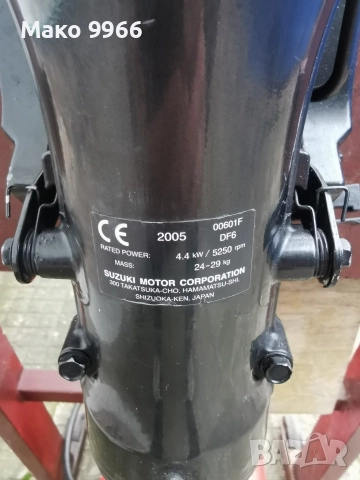 Мако 9966
CE 2005 00601F
DF6
RATED POWER: 4.4 kW / 5250 rpm
MASS: 24-29 kg
SUZUKI MOTOR CORPORATION
300 TAKATSUKA-CHO, HAMAMATSU-SHI,
SHIZUOKA-KEN, JAPAN
BAZAR